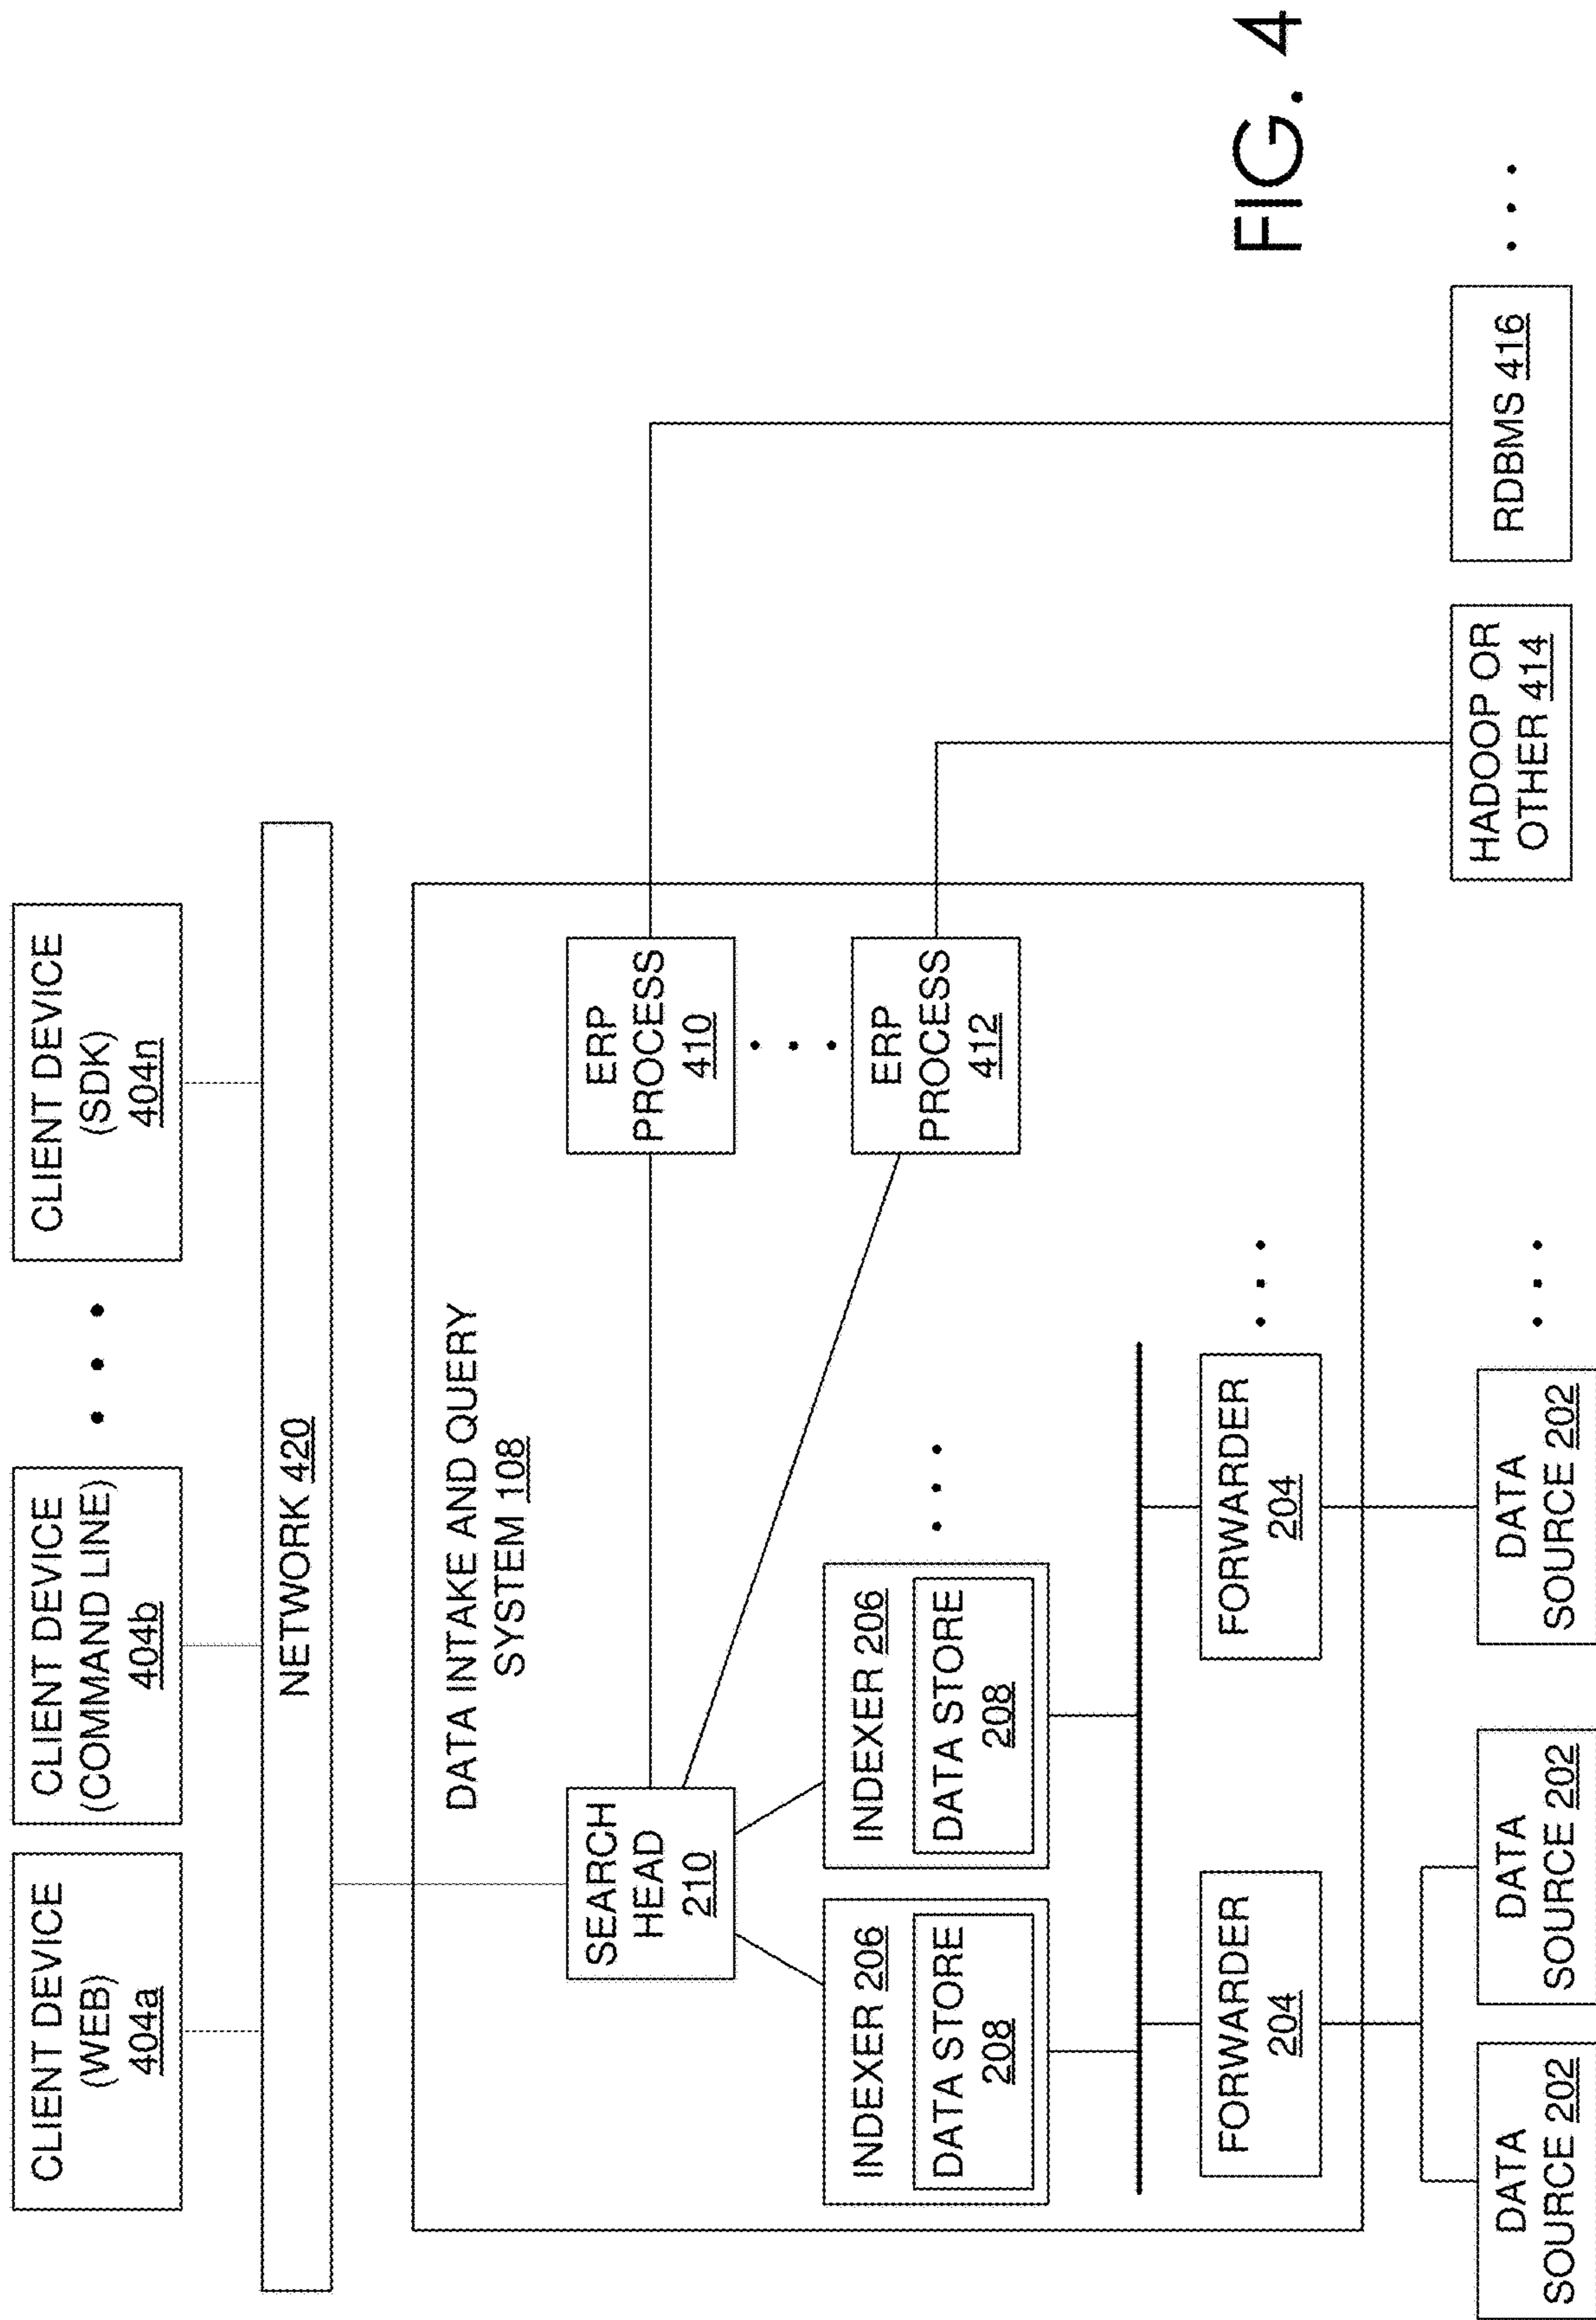 CLIENT DEVICE
(WEB)
404a
CLIENT DEVICE
(COMMAND LINE)
404b
CLIENT DEVICE
(SDK)
404n
NETWORK 420
DATA INTAKE AND QUERY
SYSTEM 108
SEARCH
HEAD
210
ERP
PROCESS
410
INDEXER 206
DATA STORE
208
INDEXER 206
DATA STORE
208
ERP
PROCESS
412
FORWARDER
204
FORWARDER
204
DATA
SOURCE 202
DATA
SOURCE 202
DATA
SOURCE 202
HADOOP OR
OTHER 414
RDBMS 416
FIG. 4